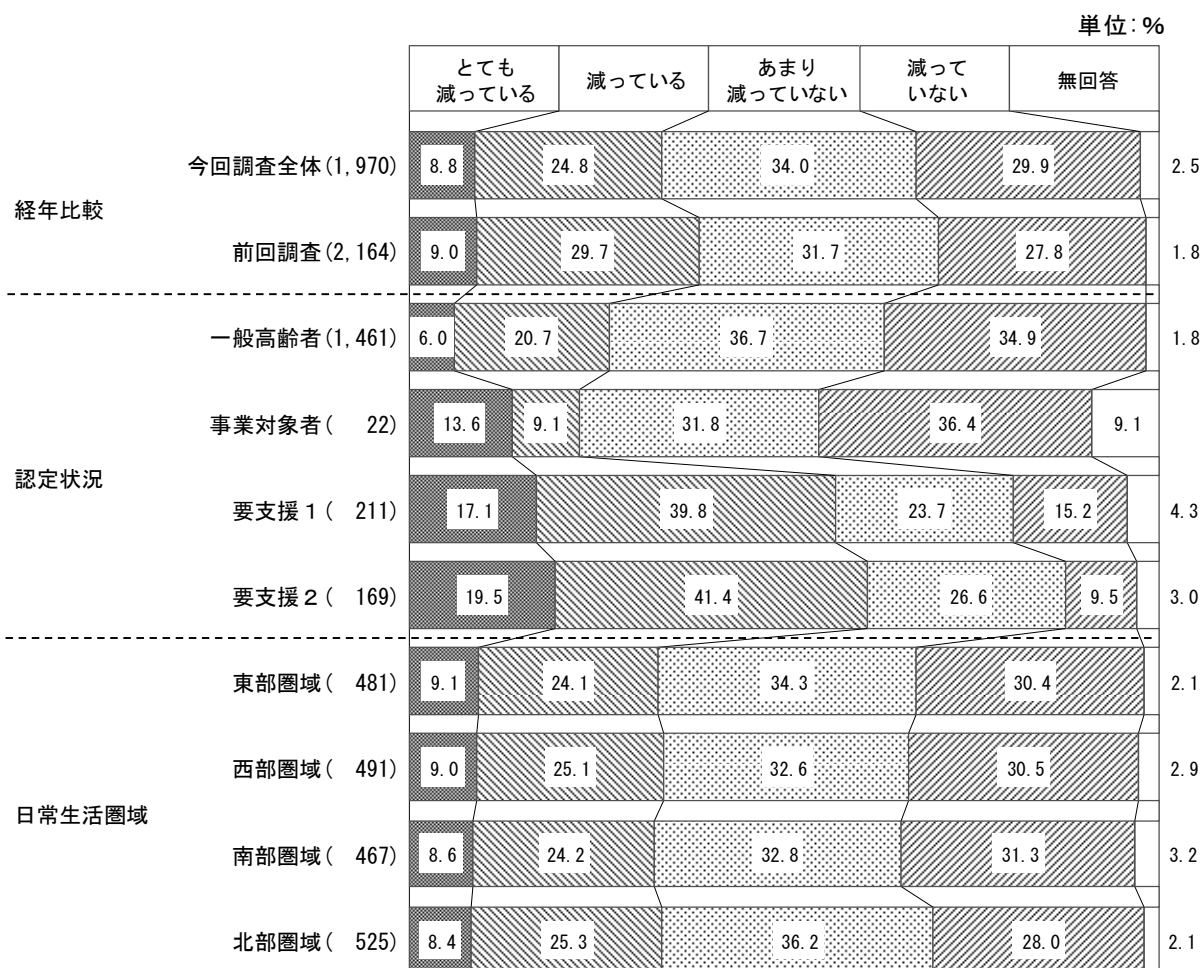 単位:％
とても
減っている
減っている
あまり
減っていない
減って
いない
無回答
経年比較
今回調査全体(1,970) 8.8 24.8 34.0 29.9 2.5
前回調査(2,164) 9.0 29.7 31.7 27.8 1.8
認定状況
一般高齢者(1,461) 6.0 20.7 36.7 34.9 1.8
事業対象者( 22) 13.6 9.1 31.8 36.4 9.1
要支援１( 211) 17.1 39.8 23.7 15.2 4.3
要支援２( 169) 19.5 41.4 26.6 9.5 3.0
日常生活圏域
東部圏域( 481) 9.1 24.1 34.3 30.4 2.1
西部圏域( 491) 9.0 25.1 32.6 30.5 2.9
南部圏域( 467) 8.6 24.2 32.8 31.3 3.2
北部圏域( 525) 8.4 25.3 36.2 28.0 2.1